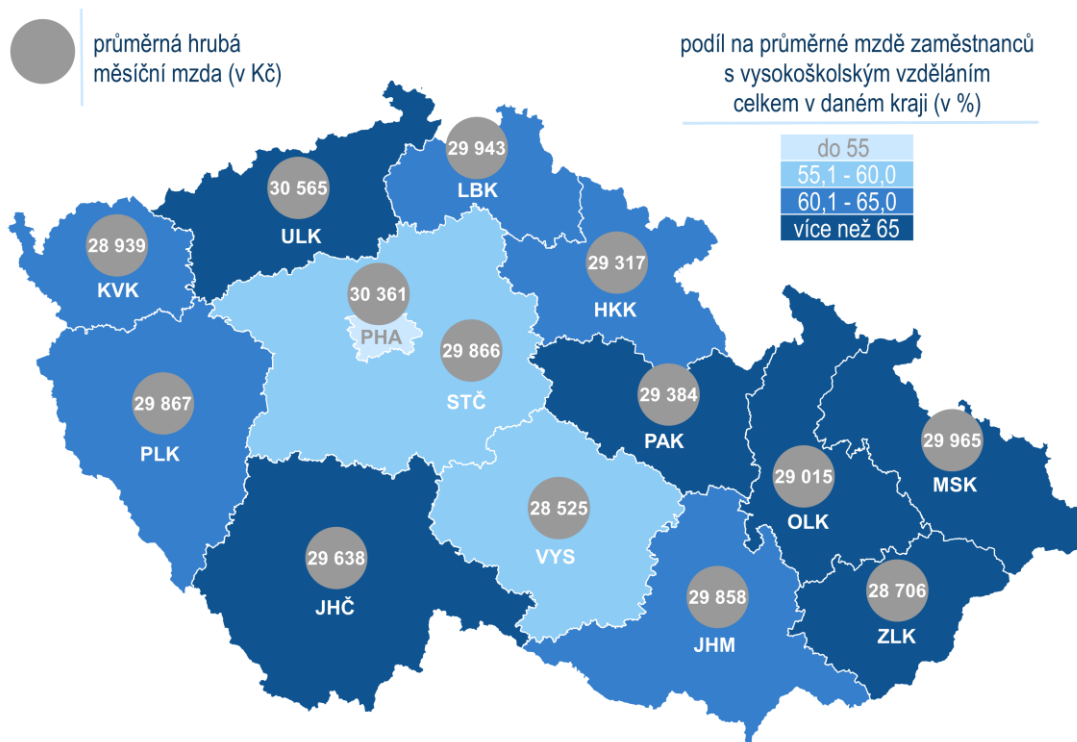 průměrná hrubá
měsíční mzda (v Kč)
podíl na průměrné mzdě zaměstnanců
s vysokoškolským vzděláním
celkem v daném kraji (v %)
do 55
55,1 - 60,0
60,1 - 65,0
více než 65
29 943
LBK
30 565
ULK
28 939
KVK
29 317
HKK
30 361
PHA
29 866
STČ
29 867
PLK
29 384
PAK
29 965
MSK
29 015
OLK
28 525
VYS
29 638
JHČ
29 858
JHM
28 706
ZLK